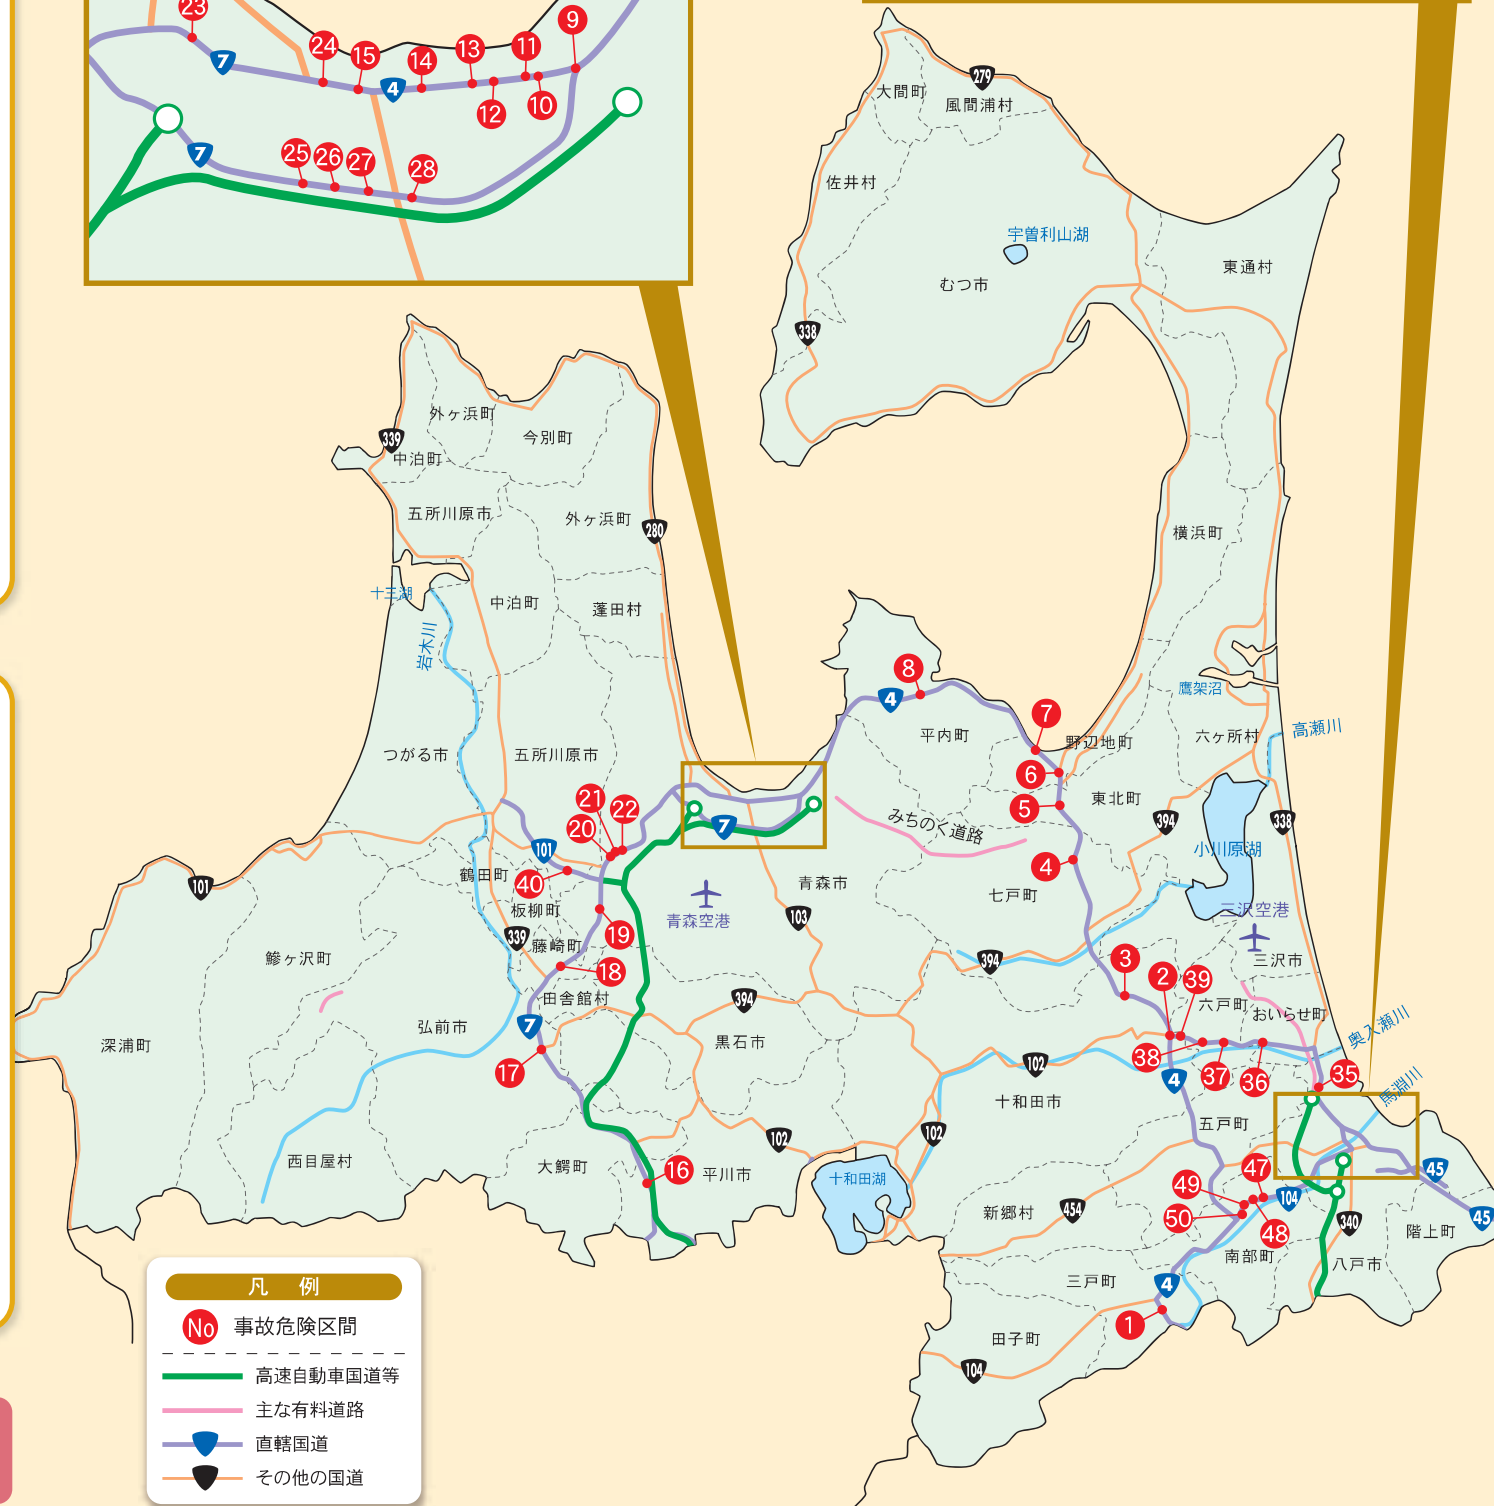 23
24
15
14
13
11
9
7
4
12
10
7
25
26
27
28
279
大間町
風間浦村
佐井村
宇曽利山湖
東通村
むつ市
338
外ヶ浜町
今別町
339
中泊町
五所川原市
外ヶ浜町
280
横浜町
十三湖
中泊町
蓬田村
岩木川
8
4
鷹架沼
7
平内町
野辺地町
六ヶ所村
高瀬川
つがる市
五所川原市
6
5
東北町
21
22
20
7
みちのく道路
394
338
101
小川原湖
鶴田町
40
4
青森市
七戸町
101
板柳町
青森空港
103
三沢空港
19
339
藤崎町
鰺ヶ沢町
18
394
3
2
39
三沢市
田舎館村
394
六戸町
おいらせ町
弘前市
7
黒石市
奥入瀬川
深浦町
17
102
38
37
36
35
4
馬淵川
十和田市
五戸町
102
102
西目屋村
大鰐町
16
平川市
十和田湖
47
45
49
104
新郷村
454
50
48
340
45
階上町
南部町
八戸市
三戸町
4
1
田子町
104
凡 例
No 事故危険区間
高速自動車国道等
主な有料道路
直轄国道
その他の国道